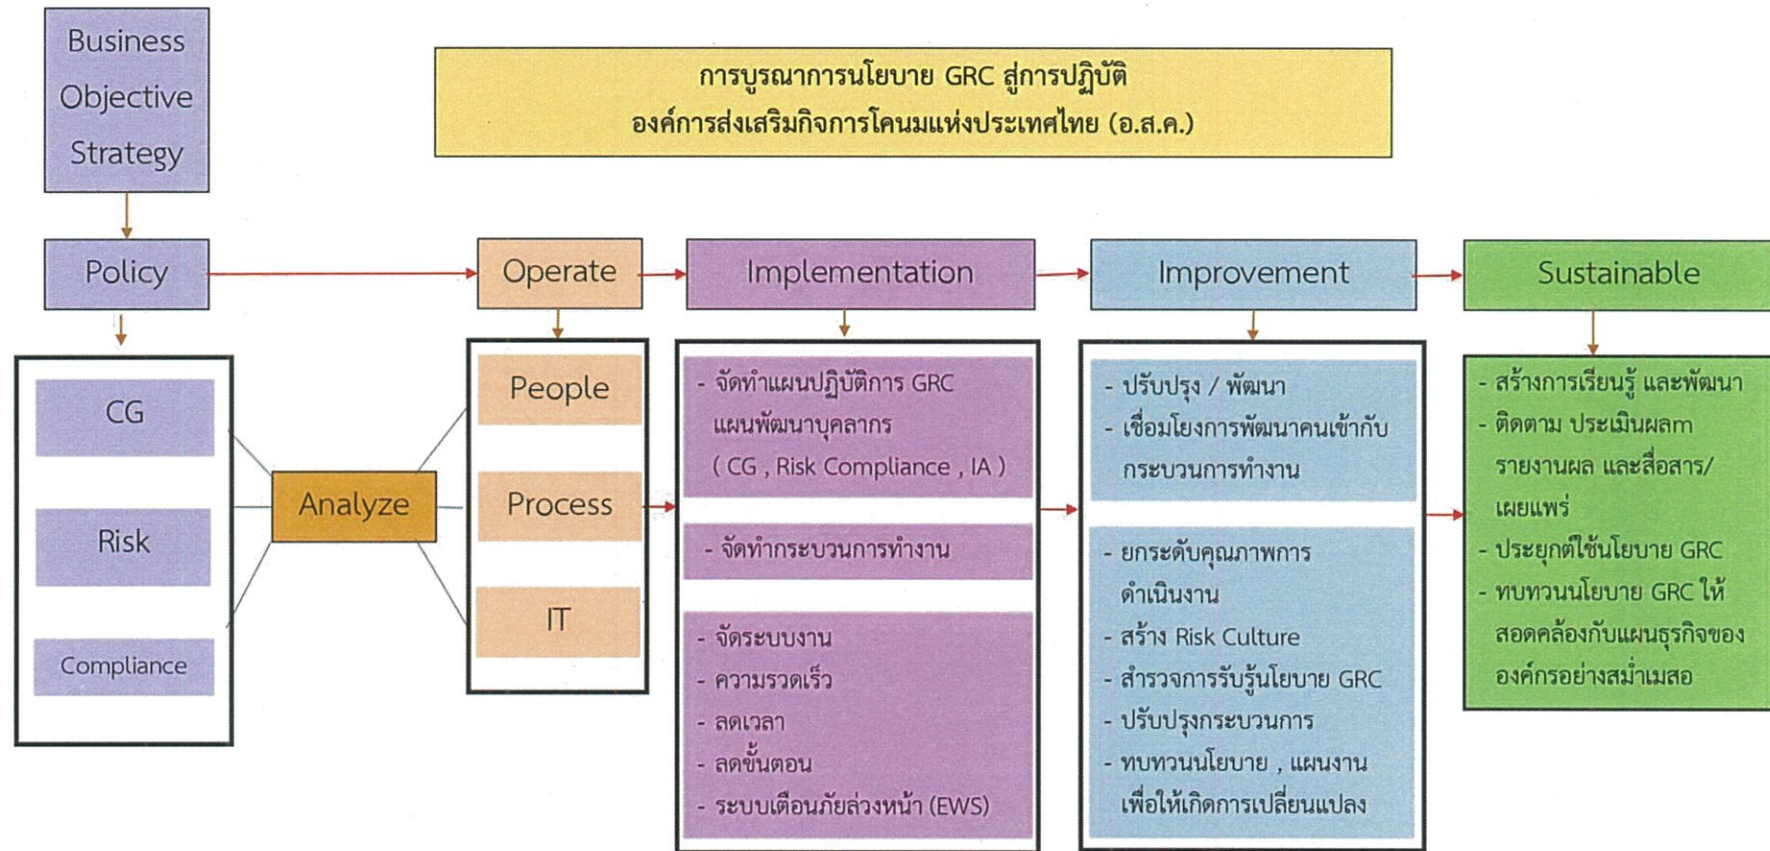 Business
Objective
Strategy
การบูรณาการนโยบาย GRC สู่การปฏิบัติ
องค์การส่งเสริมกิจการโคนมแห่งประเทศไทย (อ.ส.ค.)
Policy
Operate
Implementation
Improvement
Sustainable
CG
Risk
Compliance
Analyze
People
Process
IT
- จัดทำแผนปฏิบัติการ GRC
แผนพัฒนาบุคลากร
( CG , Risk Compliance , IA )
- จัดทำกระบวนการทำงาน
- จัดระบบงาน
- ความรวดเร็ว
- ลดเวลา
- ลดขั้นตอน
- ระบบเตือนภัยล่วงหน้า (EWS)
- ปรับปรุง / พัฒนา
- เชื่อมโยงการพัฒนาคนเข้ากับ
กระบวนการทำงาน
- ยกระดับคุณภาพการ
ดำเนินงาน
- สร้าง Risk Culture
- สำรวจการรับรู้นโยบาย GRC
- ปรับปรุงกระบวนการ
- ทบทวนนโยบาย , แผนงาน
เพื่อให้เกิดการเปลี่ยนแปลง
- สร้างการเรียนรู้ และพัฒนา
- ติดตาม ประเมินผลm
รายงานผล และสื่อสาร/
เผยแพร่
- ประยุกต์ใช้นโยบาย GRC
- ทบทวนนโยบาย GRC ให้
สอดคล้องกับแผนธุรกิจของ
องค์กรอย่างสม่ำเมสอ